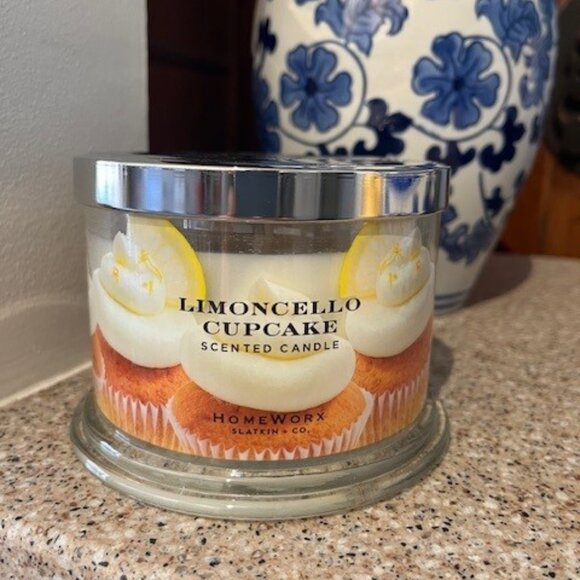 LIMONCELLO
CUPCAKE
SCENTED CANDLE
HOMEWORX
SLATKIN + CO.